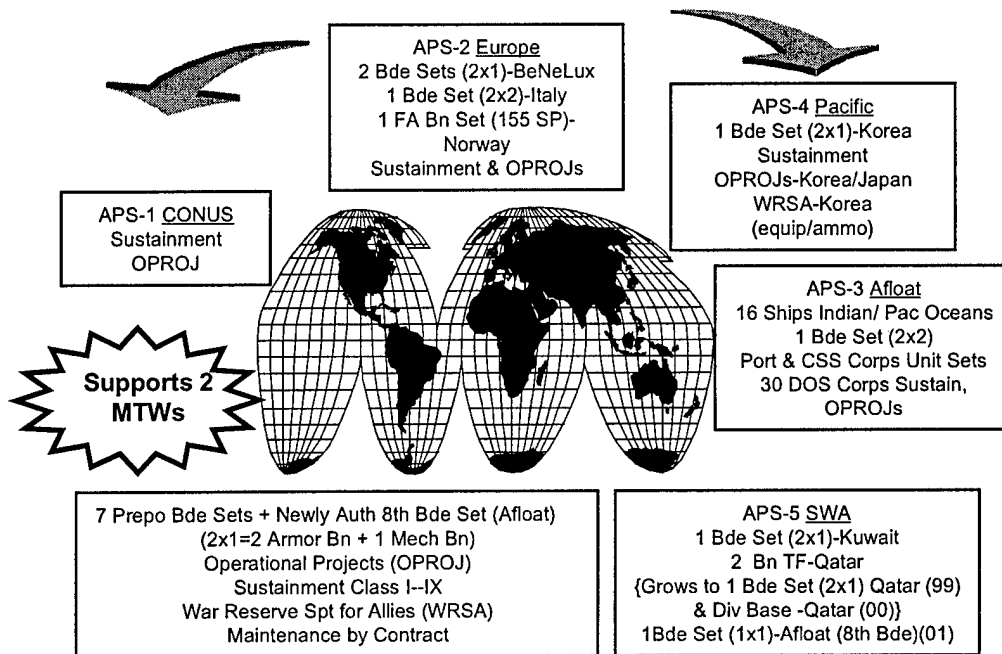 APS-2 Europe
2 Bde Sets (2x1)-BeNeLux
1 Bde Set (2x2)-Italy
1 FA Bn Set (155 SP)-
Norway
Sustainment & OPROJs
APS-4 Pacific
1 Bde Set (2x1)-Korea
Sustainment
OPROJs-Korea/Japan
WRSA-Korea
(equip/ammo)
APS-1 CONUS
Sustainment
OPROJ
APS-3 Afloat
16 Ships Indian/ Pac Oceans
1 Bde Set (2x2)
Port & CSS Corps Unit Sets
30 DOS Corps Sustain,
OPROJs
Supports 2
MTWs
7 Prepo Bde Sets + Newly Auth 8th Bde Set (Afloat)
(2x1=2 Armor Bn + 1 Mech Bn)
Operational Projects (OPROJ)
Sustainment Class I--IX
War Reserve Spt for Allies (WRSA)
Maintenance by Contract
APS-5 SWA
1 Bde Set (2x1)-Kuwait
2 Bn TF-Qatar
{Grows to 1 Bde Set (2x1) Qatar (99)
& Div Base -Qatar (00)}
1Bde Set (1x1)-Afloat (8th Bde)(01)